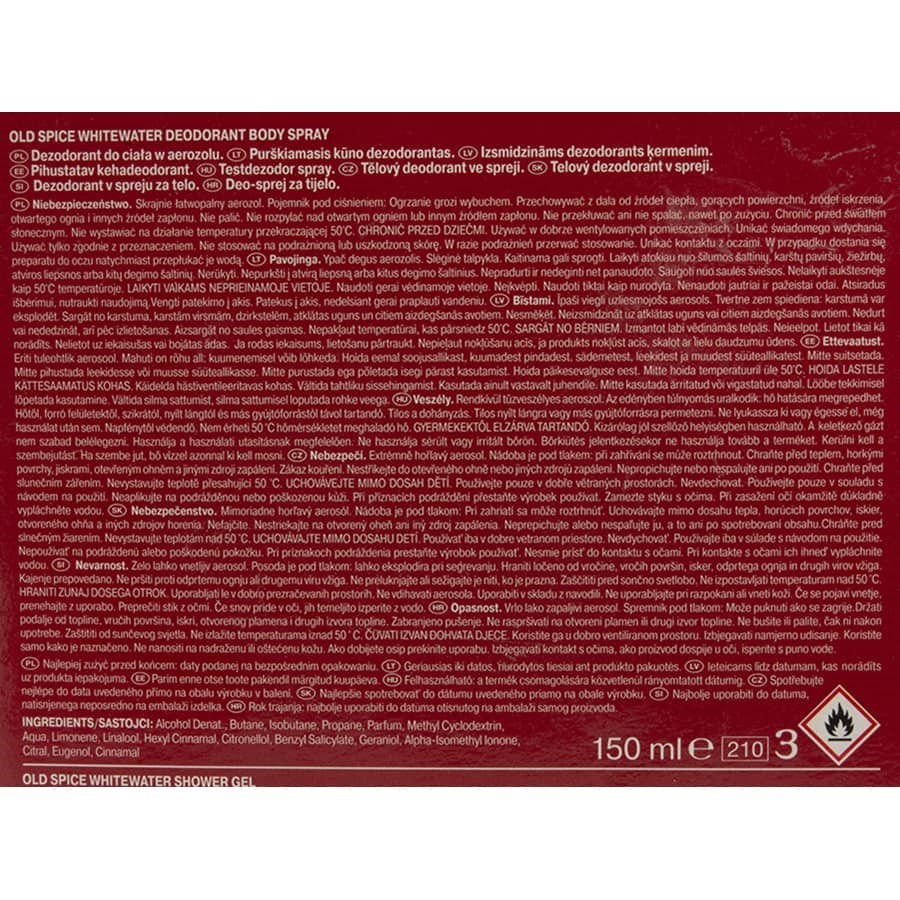 OLD SPICE WHITEWATER DEODORANT BODY SPRAY
PL Dezodorant do ciała w aerozolu. LT Purškiamasis kūno dezodorantas. LV Izsmidzināms dezodorants ķermenim.
EE Pihustatav kehadeodorant. HU Testdezodor spray. CZ Tělový deodorant ve spreji. SK Telový dezodorant v spreji.
SI Dezodorant v spreju za telo. HR Deo-sprej za tijelo.
PL Niebezpieczeństwo. Skrajnie łatwopalny aerozol. Pojemnik pod ciśnieniem: Ogrzanie grozi wybuchem. Przechowywać z dala od źródeł ciepła, gorących powierzchni, źródeł iskrzenia,
otwartego ognia i innych źródeł zapłonu. Nie palić. Nie rozpylać nad otwartym ogniem lub innym źródłem zapłonu. Nie przekłuwać ani nie spalać, nawet po zużyciu. Chronić przed światłem
słonecznym. Nie wystawiać na działanie temperatury przekraczającej 50°C. CHRONIĆ PRZED DZIEĆMI. Używać w dobrze wentylowanych pomieszczeniach. Unikać świadomego wdychania.
Używać tylko zgodnie z przeznaczeniem. Nie stosować na podrażnioną lub uszkodzoną skórę. W razie podrażnień przerwać stosowanie. Unikać kontaktu z oczami. W przypadku dostania się
preparatu do oczu natychmiast przepłukać je wodą. LT Pavojinga. Ypač degus aerozolis. Slėginė talpykla. Kaitinama gali sprogti. Laikyti atokiau nuo šilumos šaltinių, karštų paviršių, žiežirbų,
atviros liepsnos arba kitų degimo šaltinių. Nerūkyti. Nepurkšti į atvirą liepsną arba kitus degimo šaltinius. Nepradurti ir nedeginti net panaudoto. Saugoti nuo saulės šviesos. Nelaikyti aukštesnėje
kaip 50°C temperatūroje. LAIKYTI VAIKAMS NEPRIEINAMOJE VIETOJE. Naudoti gerai vėdinamoje vietoje. Neįkvėpti. Naudoti tiktai kaip nurodyta. Nenaudoti jautriai ir pažeistai odai. Atsiradus
išbėrimui, nutraukti naudojimą.Vengti patekimo į akis. Patekus į akis, nedelsiant gerai praplauti vandeniu. LV Bīstami. Īpaši viegli uzliesmojošs aerosols. Tvertne zem spiediena: karstumā var
eksplodēt. Sargāt no karstuma, karstām virsmām, dzirkstelēm, atklātas uguns un citiem aizdegšanās avotiem. Nesmēķēt. Neizsmidzināt uz atklātas uguns vai citiem aizdegšanās avotiem. Nedurt
vai nededzināt, arī pēc izlietošanas. Aizsargāt no saules gaismas. Nepakļaut temperatūrai, kas pārsniedz 50°C. SARGĀT NO BĒRNIEM. Izmantot labi vēdināmās telpās. Neieelpot. Lietot tikai kā
norādīts. Nelietot uz iekaisušas vai bojātas ādas. Ja rodas iekaisums, lietošanu pārtraukt. Nepieļaut nokļūšanu acīs, ja produkts nokļūst acīs, skalot ar lielu daudzumu ūdens. EE Ettevaatust.
Eriti tuleohtlik aerosool. Mahuti on rõhu all: kuumenemisel võib lõhkeda. Hoida eemal soojusallikast, kuumadest pindadest, sädemetest, leekidest ja muudest süüteallikatest. Mitte suitsetada.
Mitte pihustada leekidesse või muusse süüteallikasse. Mitte purustada ega põletada isegi pärast kasutamist. Hoida päikesevalguse eest. Mitte hoida temperatuuril üle 50°C. HOIDA LASTELE
KÄTTESAAMATUS KOHAS. Käidelda hästiventileeritavas kohas. Vältida tahtliku sissehingamist. Kasutada ainult vastavalt juhendile. Mitte kasutada ärritatud või vigastatud nahal. Lööbe tekkimisel
lõpetada kasutamine. Vältida silma sattumist, silma sattumisel loputada rohke veega. HU Veszély. Rendkívül tűzveszélyes aerozol. Az edényben túlnyomás uralkodik: hő hatására megrepedhet.
Hőtől, forró felületektől, szikrától, nyílt lángtól és más gyújtóforrástól távol tartandó. Tilos a dohányzás. Tilos nyílt lángra vagy más gyújtóforrásra permetezni. Ne lyukassza ki vagy égesse el, még
használat után sem. Napfénytől védendő. Nem érheti 50°C hőmérsékletet meghaladó hő. GYERMEKEKTŐL ELZÁRVA TARTANDÓ. Kizárólag jól szellőző helyiségben használható. A keletkező gázt
nem szabad belélegezni. Használja a használati utasításnak megfelelően. Ne használja sérült vagy irritált bőrön. Bőrkiütés jelentkezésekor ne használja tovább a terméket. Kerülni kell a
szembejutást. Ha szembe jut, bő vízzel azonnal ki kell mosni. CZ Nebezpečí. Extrémně hořlavý aerosol. Nádoba je pod tlakem: při zahřívání se může roztrhnout. Chraňte před teplem, horkými
povrchy, jiskrami, otevřeným ohněm a jinými zdroji zapálení. Zákaz kouření. Nestříkejte do otevřeného ohně nebo jiných zdrojů zapálení. Nepropichujte nebo nespalujte ani po použití. Chraňte před
slunečním zářením. Nevystavujte teplotě přesahující 50 °C. UCHOVÁVEJTE MIMO DOSAH DĚTÍ. Používejte pouze v dobře větraných prostorách. Nevdechovat. Používejte pouze v souladu s
návodem na použití. Neaplikujte na podrážděnou nebo poškozenou kůži. Při příznacích podráždění přestaňte výrobek používat. Zamezte styku s očima. Při zasažení očí okamžitě důkladně
vypláchněte vodou. SK Nebezpečenstvo. Mimoriadne horľavý aerosól. Nádoba je pod tlakom: Pri zahriatí sa môže roztrhnúť. Uchovávajte mimo dosahu tepla, horúcich povrchov, iskier,
otvoreného ohňa a iných zdrojov horenia. Nefajčite. Nestriekajte na otvorený oheň ani iný zdroj zapálenia. Neprepichujte alebo nespaľujte ju, a to ani po spotrebovaní obsahu.Chráňte pred
slnečným žiarením. Nevystavujte teplotám nad 50 °C. UCHOVÁVAJTE MIMO DOSAHU DETÍ. Používať iba v dobre vetranom priestore. Nevdychovať. Používajte iba v súlade s návodom na použitie.
Nepoužívať na podráždenú alebo poškodenú pokožku. Pri príznakoch podráždenia prestaňte výrobok používať. Nesmie prísť do kontaktu s očami. Pri kontakte s očami ich ihneď vypláchnite
vodou. SI Nevarnost. Zelo lahko vnetljiv aerosol. Posoda je pod tlakom: lahko eksplodira pri segrevanju. Hraniti ločeno od vročine, vročih površin, isker, odprtega ognja in drugih virov vžiga.
Kajenje prepovedano. Ne pršiti proti odprtemu ognju ali drugemu viru vžiga. Ne preluknjajte ali sežigajte je niti, ko je prazna. Zaščititi pred sončno svetlobo. Ne izpostavljati temperaturam nad 50 °C.
HRANITI ZUNAJ DOSEGA OTROK. Uporabljati le v dobro prezračevanih prostorih. Ne vdihavati aerosola. Uporabiti v skladu z navodili. Ne uporabljajte pri razpokani ali vneti koži. Če se pojavi vnetje,
prenehajte z uporabo. Preprečiti stik z očmi. Če snov pride v oči, jih temeljito izperite z vodo. HR Opasnost. Vrlo lako zapaljivi aerosol. Spremnik pod tlakom: Može puknuti ako se zagrije.Držati
podalje od topline, vrućih površina, iskri, otvorenog plamena i drugih izvora topline. Zabranjeno pušenje. Ne raspršivati na otvoreni plamen ili drugi izvor topline. Ne bušite ili palite, čak ni nakon
upotrebe. Zaštititi od sunčevog svjetla. Ne izlažite temperaturama iznad 50° C. ČUVATI IZVAN DOHVATA DJECE. Koristite ga u dobro ventiliranom prostoru. Izbjegavati namjerno udisanje. Koristite
samo kako je naznačeno. Ne nanositi na nadraženu ili oštećenu kožu. Ako dobijete osip prekinite uporabu. Izbjegavati kontakt s očima, ako proizvod dispije u oči, isperite s puno vode.
PL Najlepiej zużyć przed końcem: daty podanej na bezpośrednim opakowaniu. LT Geriausias iki datos, nurodytos tiesiai ant produkto pakuotės. LV Ieteicams līdz datumam, kas norādīts
uz produkta iepakojuma. EE Parim enne otse toote pakendil märgitud kuupäeva. HU Felhasználható: a termék csomagolására közvetlenül rányomtatott dátumig. CZ Spotřebujte
nejlépe do data uvedeného přímo na obalu výrobku v balení. SK Najlepšie spotrebovať do dátumu uvedeného priamo na obale výrobku. SI Najbolje uporabiti do datuma,
natisnjenega neposredno na embalaži izdelka. HR Rok trajanja: najbolje uporabiti do datuma otisnutog na ambalaži samog proizvoda.
INGREDIENTS/SASTOJCI: Alcohol Denat., Butane, Isobutane, Propane, Parfum, Methyl Cyclodextrin,
Aqua, Limonene, Linalool, Hexyl Cinnamal, Citronellol, Benzyl Salicylate, Geraniol, Alpha-Isomethyl Ionone,
Citral, Eugenol, Cinnamal
150 ml e 210 3
OLD SPICE WHITEWATER SHOWER GEL